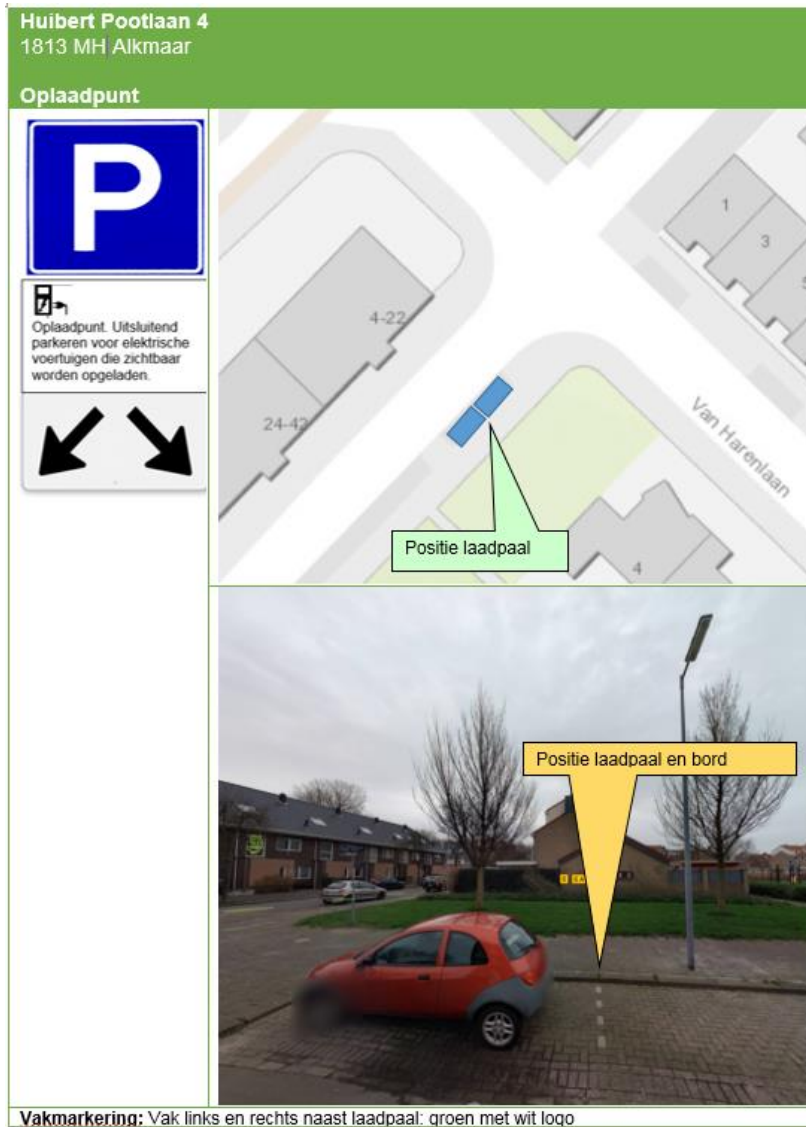 Huibert Pootlaan 4
1813 MH Alkmaar
Oplaadpunt
P
Oplaadpunt. Uitsluitend
parkeren voor elektrische
voertuigen die zichtbaar
worden opgeladen.
1
3
5
4-22
24-42
Van Harenlaan
Positie laadpaal
4
Positie laadpaal en bord
Vakmarkering: Vak links en rechts naast laadpaal: groen met wit logo